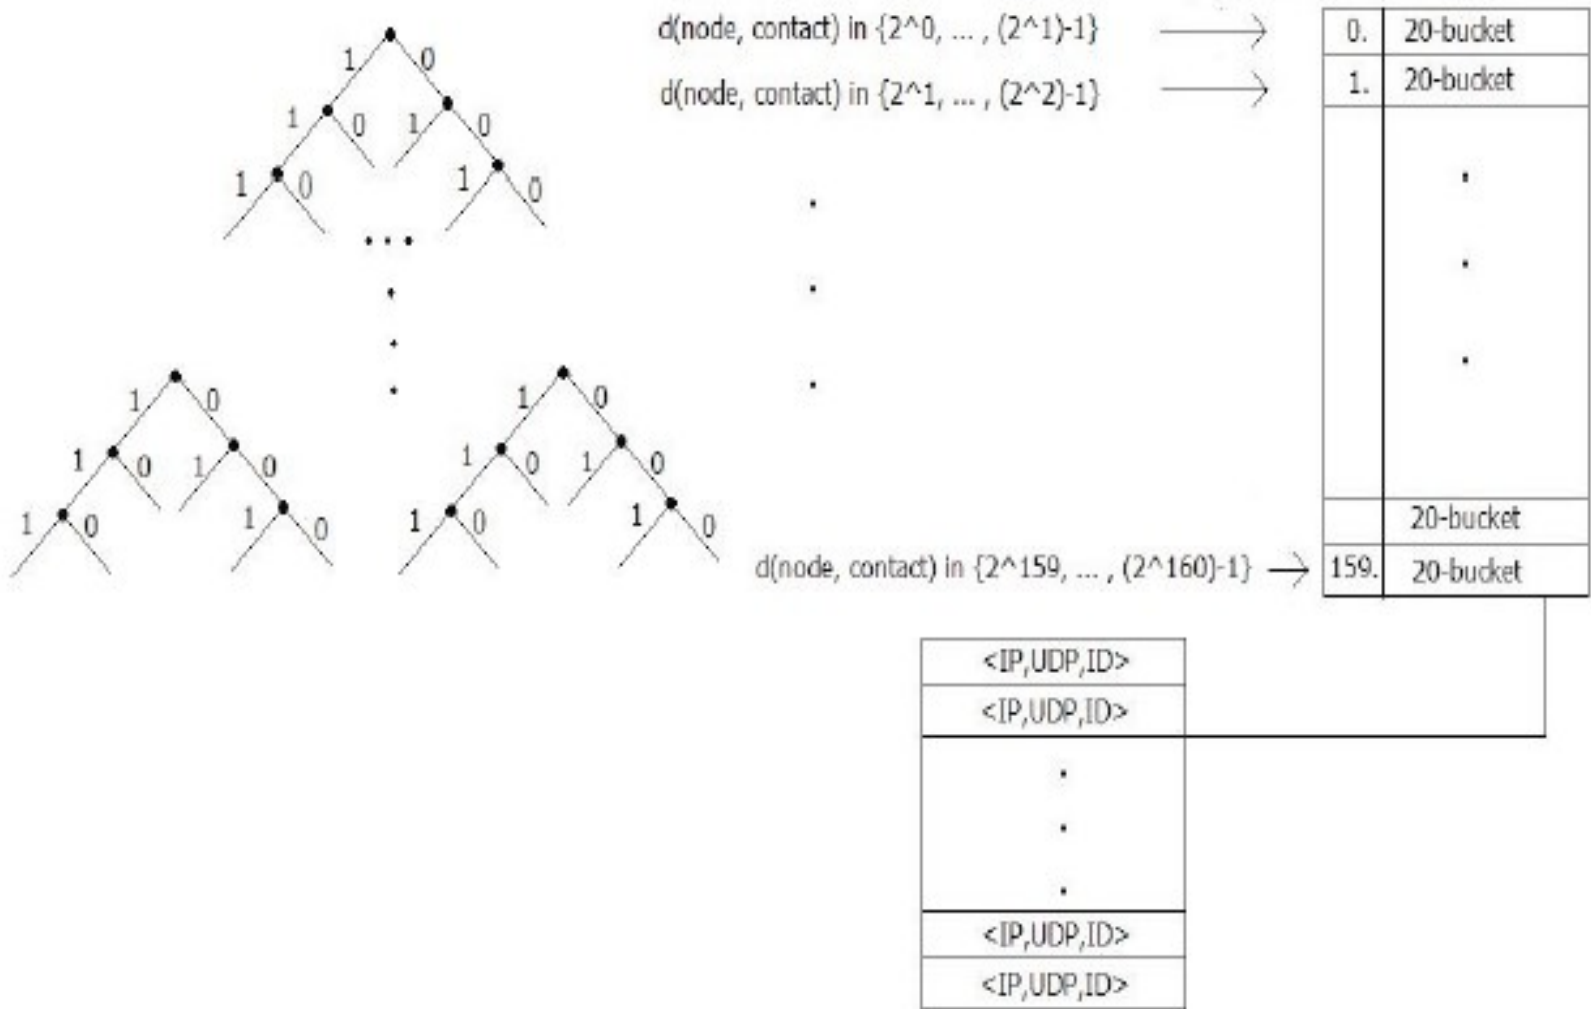 d(node, contact) in {2^0, ... , (2^1)-1}
0. 20-bucket
d(node, contact) in {2^1, ... , (2^2)-1}
1. 20-bucket
1 0
1 0 1 0
1 0 1 0
1 0 1 0
1 0 1 0
1 0 1 0
1 0 1 0
1 0 1 0
1 0 1 0
20-bucket
d(node, contact) in {2^159, ... , (2^160)-1}
159. 20-bucket
<IP,UDP,ID>
<IP,UDP,ID>
<IP,UDP,ID>
<IP,UDP,ID>